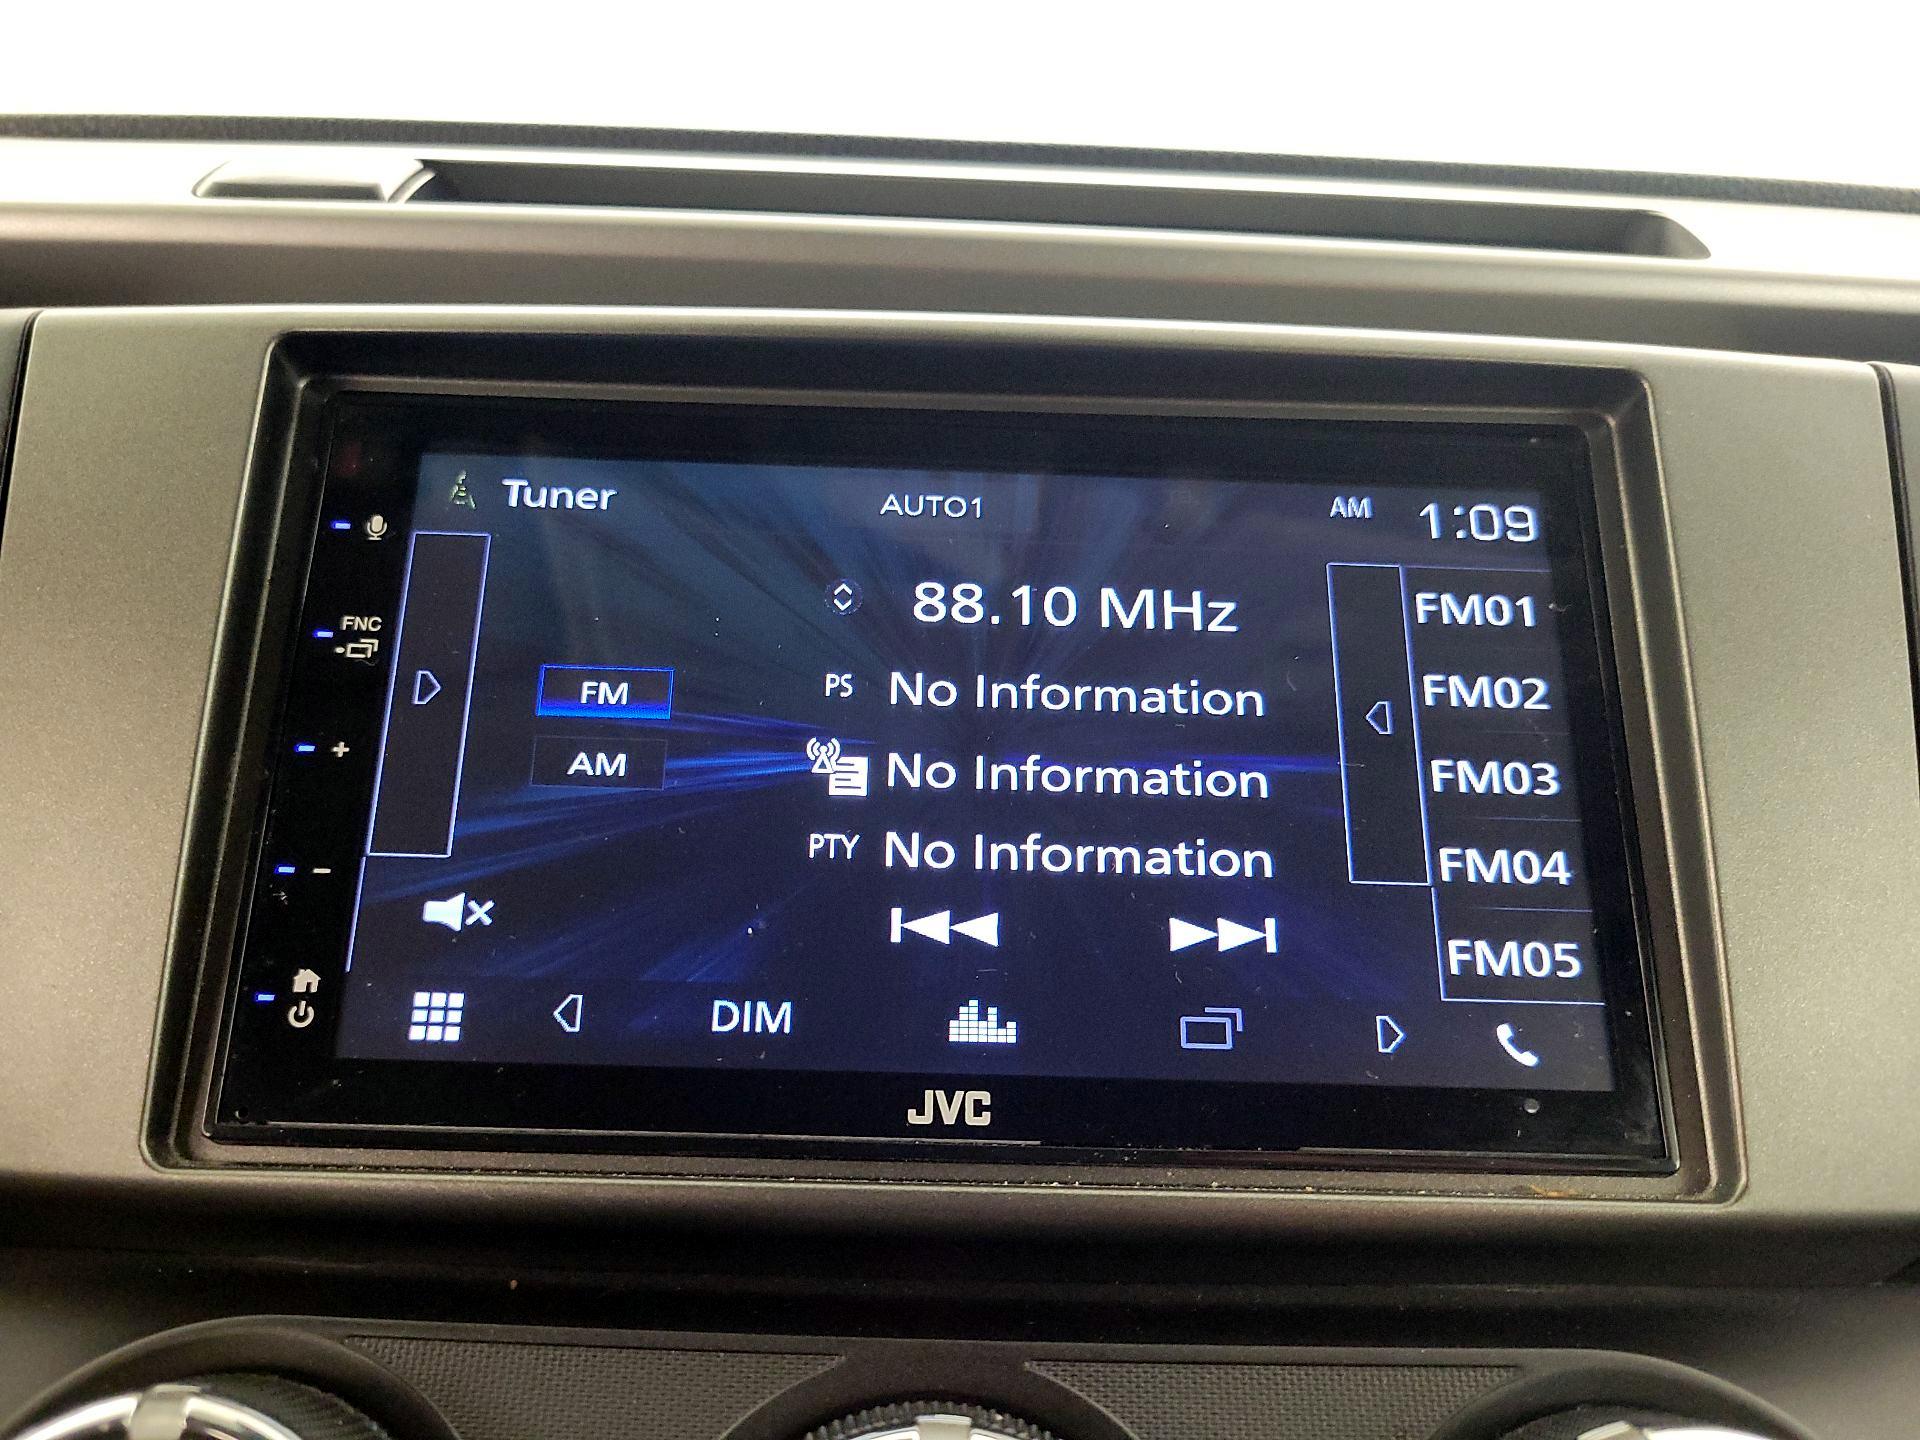 Tuner AUTO1 AM 1:09
88.10 MHz
FNC
FM
AM
PS No Information
No Information
PTY No Information
FM01
FM02
FM03
FM04
FM05
DIM
JVC